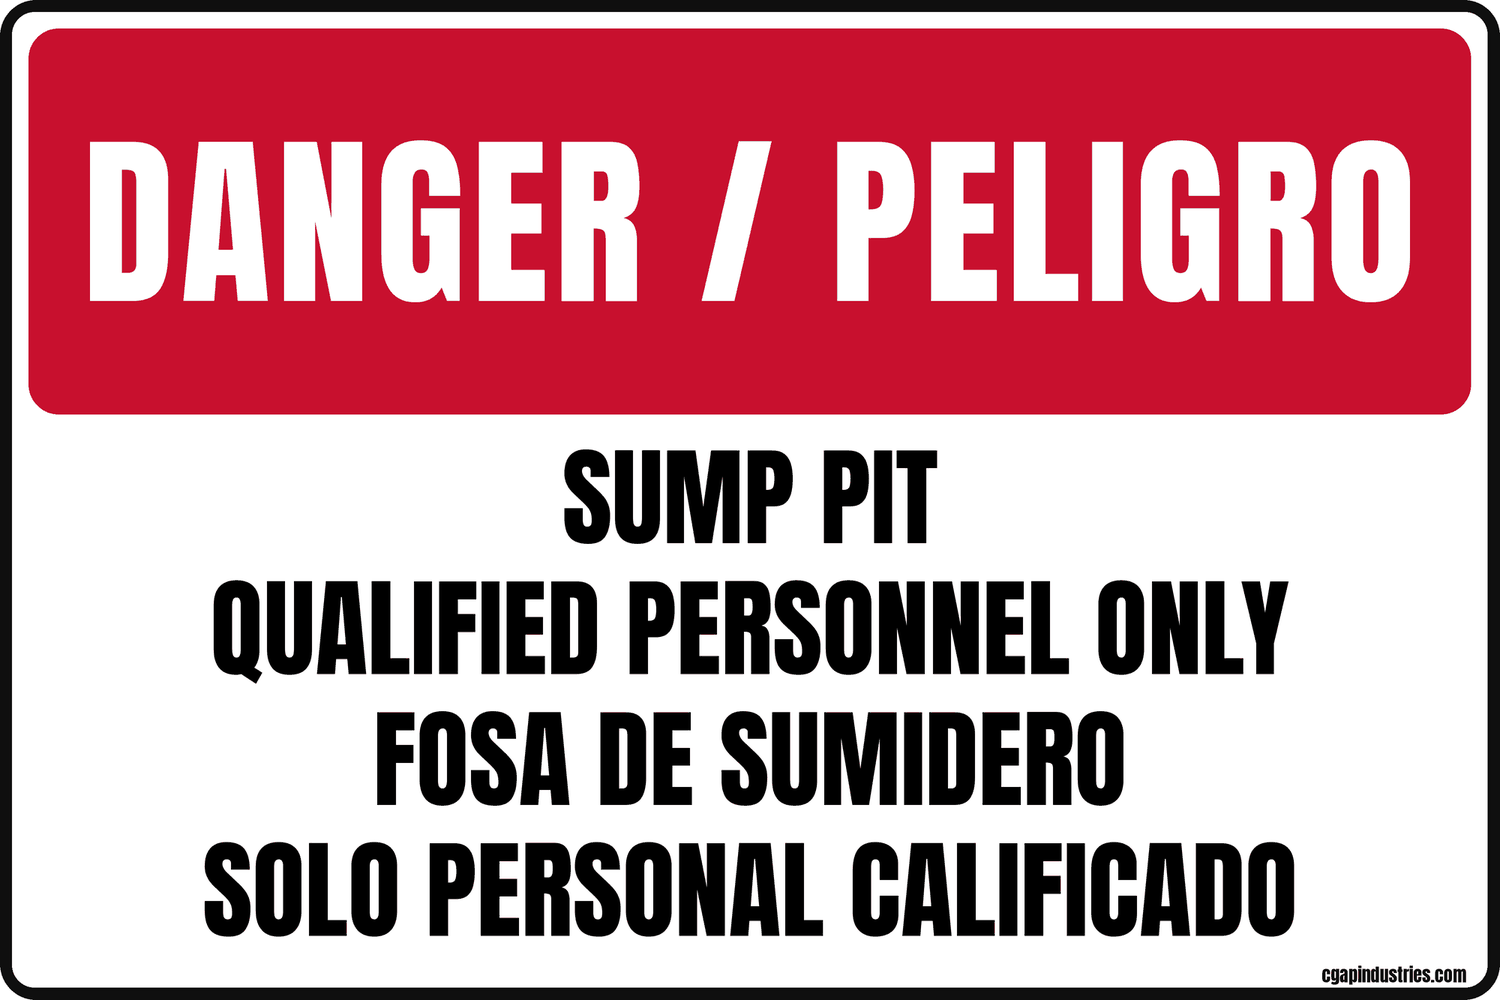 DANGER / PELIGRO
SUMP PIT
QUALIFIED PERSONNEL ONLY
FOSA DE SUMIDERO
SOLO PERSONAL CALIFICADO
cgapindustries.com